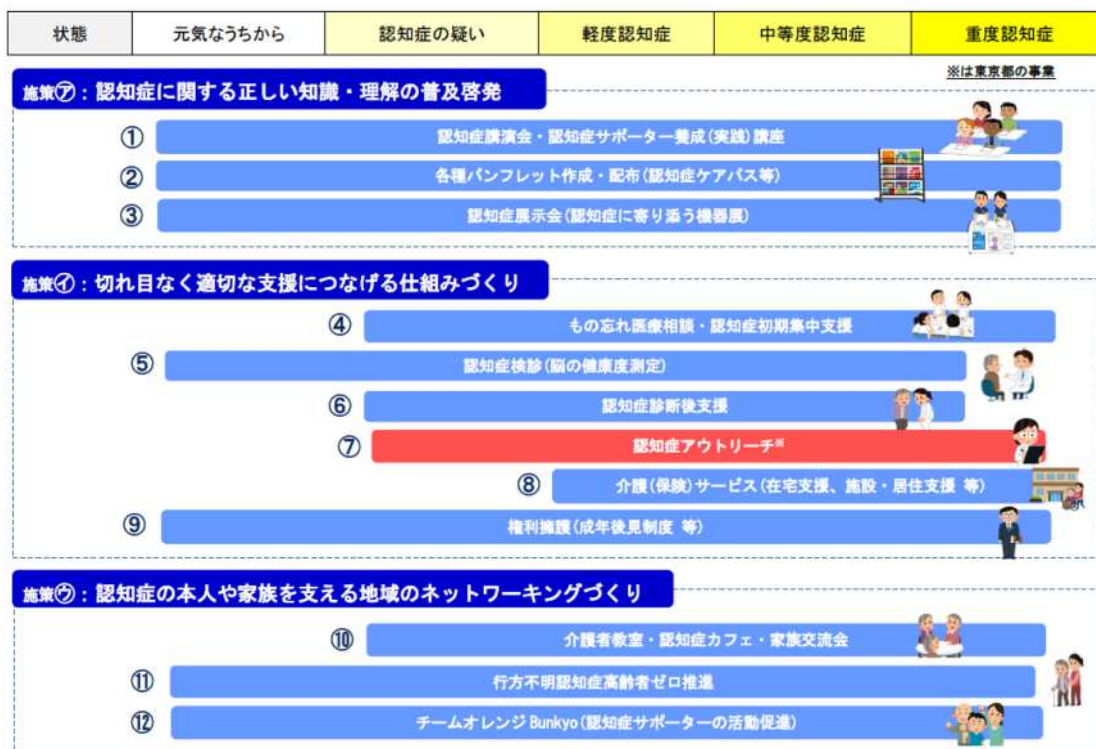 状態 元気なうちから 認知症の疑い 軽度認知症 中等度認知症 重度認知症
※は東京都の事業
施策㋐：認知症に関する正しい知識・理解の普及啓発
① 認知症講演会・認知症サポーター養成(実践)講座
② 各種パンフレット作成・配布(認知症ケアパス等)
③ 認知症展示会(認知症に寄り添う機器展)
施策㋑：切れ目なく適切な支援につなげる仕組みづくり
④ もの忘れ医療相談・認知症初期集中支援
⑤ 認知症検診(脳の健康度測定)
⑥ 認知症診断後支援
⑦ 認知症アウトリーチ※
⑧ 介護(保険)サービス(在宅支援、施設・居住支援 等)
⑨ 権利擁護(成年後見制度 等)
施策㋒：認知症の本人や家族を支える地域のネットワーキングづくり
⑩ 介護者教室・認知症カフェ・家族交流会
⑪ 行方不明認知症高齢者ゼロ推進
⑫ チームオレンジ Bunkyo(認知症サポーターの活動促進)